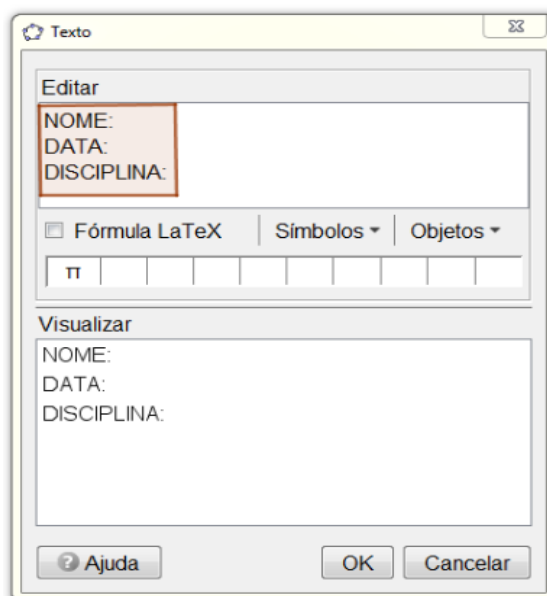 Texto
Editar
NOME:
DATA:
DISCIPLINA:
Fórmula LaTeX Símbolos Objetos
π
Visualizar
NOME:
DATA:
DISCIPLINA:
? Ajuda OK Cancelar